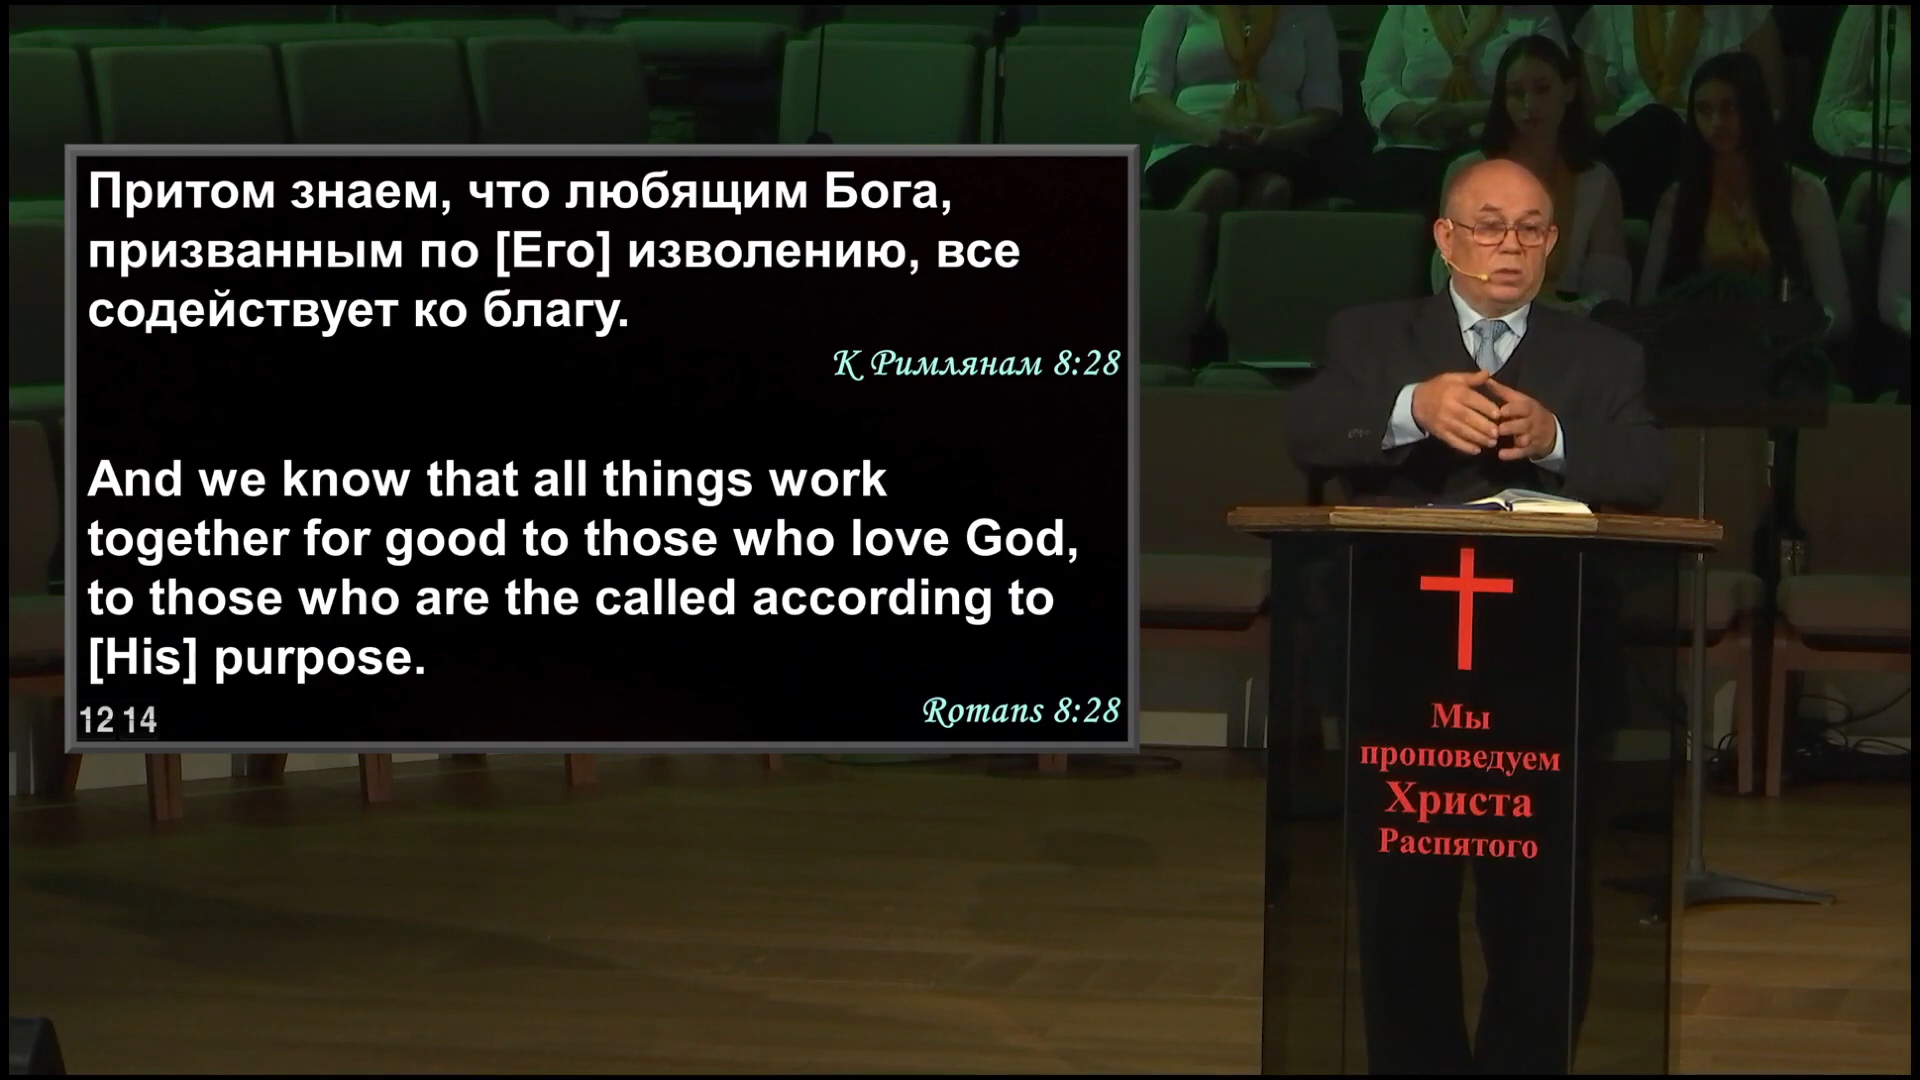 Притом знаем, что любящим Бога,
призванным по [Его] изволению, все
содействует ко благу.
К Римлянам 8:28
And we know that all things work
together for good to those who love God,
to those who are the called according to
[His] purpose.
Romans 8:28
12 14
Мы
проповедуем
Христа
Распятого